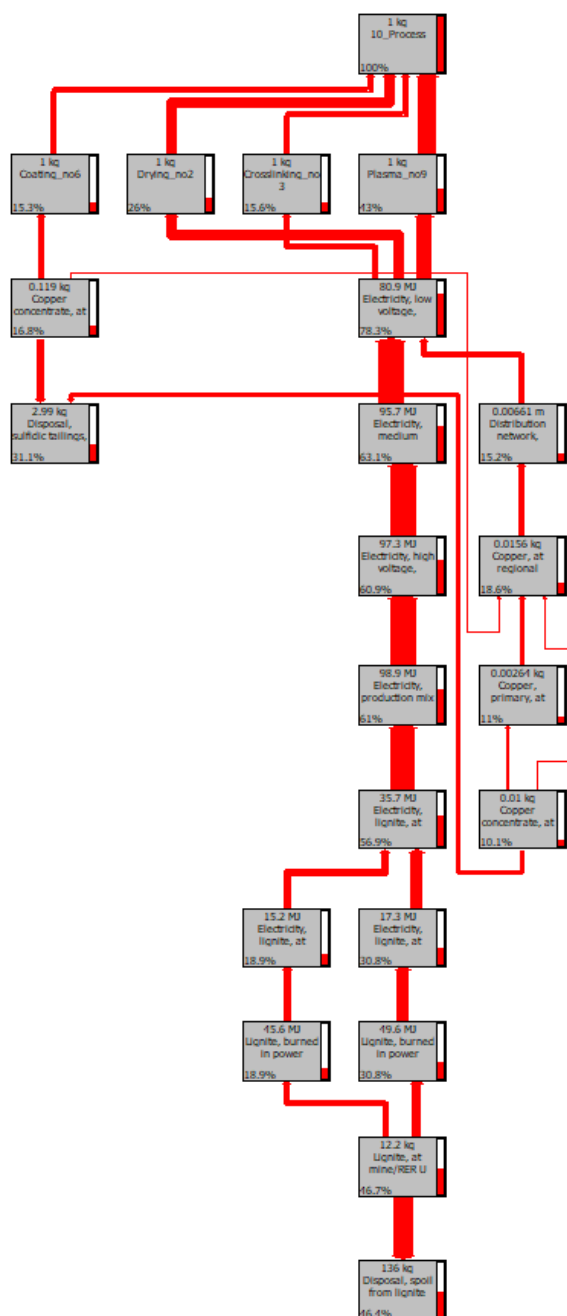 1 kg
10_Process
100%
1 kg
Coating_no6
15.3%
1 kg
Drying_no2
26%
1 kg
Crosslinking_no
3
15.6%
1 kg
Plasma_no9
43%
0.119 kg
Copper
concentrate, at
16.8%
80.9 MJ
Electricity, low
voltage,
78.3%
2.99 kg
Disposal,
sulfidic tailings,
31.1%
95.7 MJ
Electricity,
medium
63.1%
0.00661 m
Distribution
network,
15.2%
97.3 MJ
Electricity, high
voltage,
60.9%
0.0156 kg
Copper, at
regional
18.6%
98.9 MJ
Electricity,
production mix
61%
0.00264 kg
Copper,
primary, at
11%
35.7 MJ
Electricity,
lignite, at
56.9%
0.01 kg
Copper
concentrate, at
10.1%
15.2 MJ
Electricity,
lignite, at
18.9%
17.3 MJ
Electricity,
lignite, at
30.8%
45.6 MJ
Lignite, burned
in power
18.9%
49.6 MJ
Lignite, burned
in power
30.8%
12.2 kg
Lignite, at
mine/RER U
46.7%
136 kg
Disposal, spoil
from lignite
46.4%